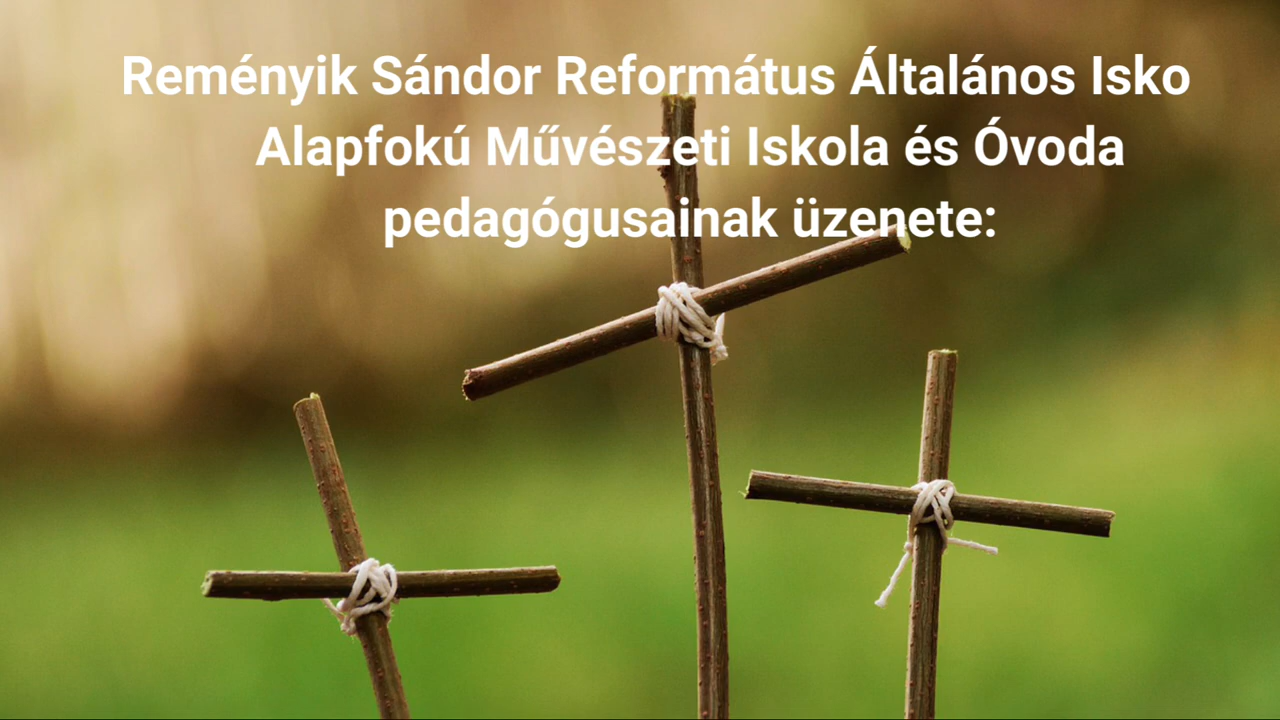 Reményik Sándor Református Általános Isko
Alapfokú Művészeti Iskola és Óvoda
pedagógusainak üzenete: